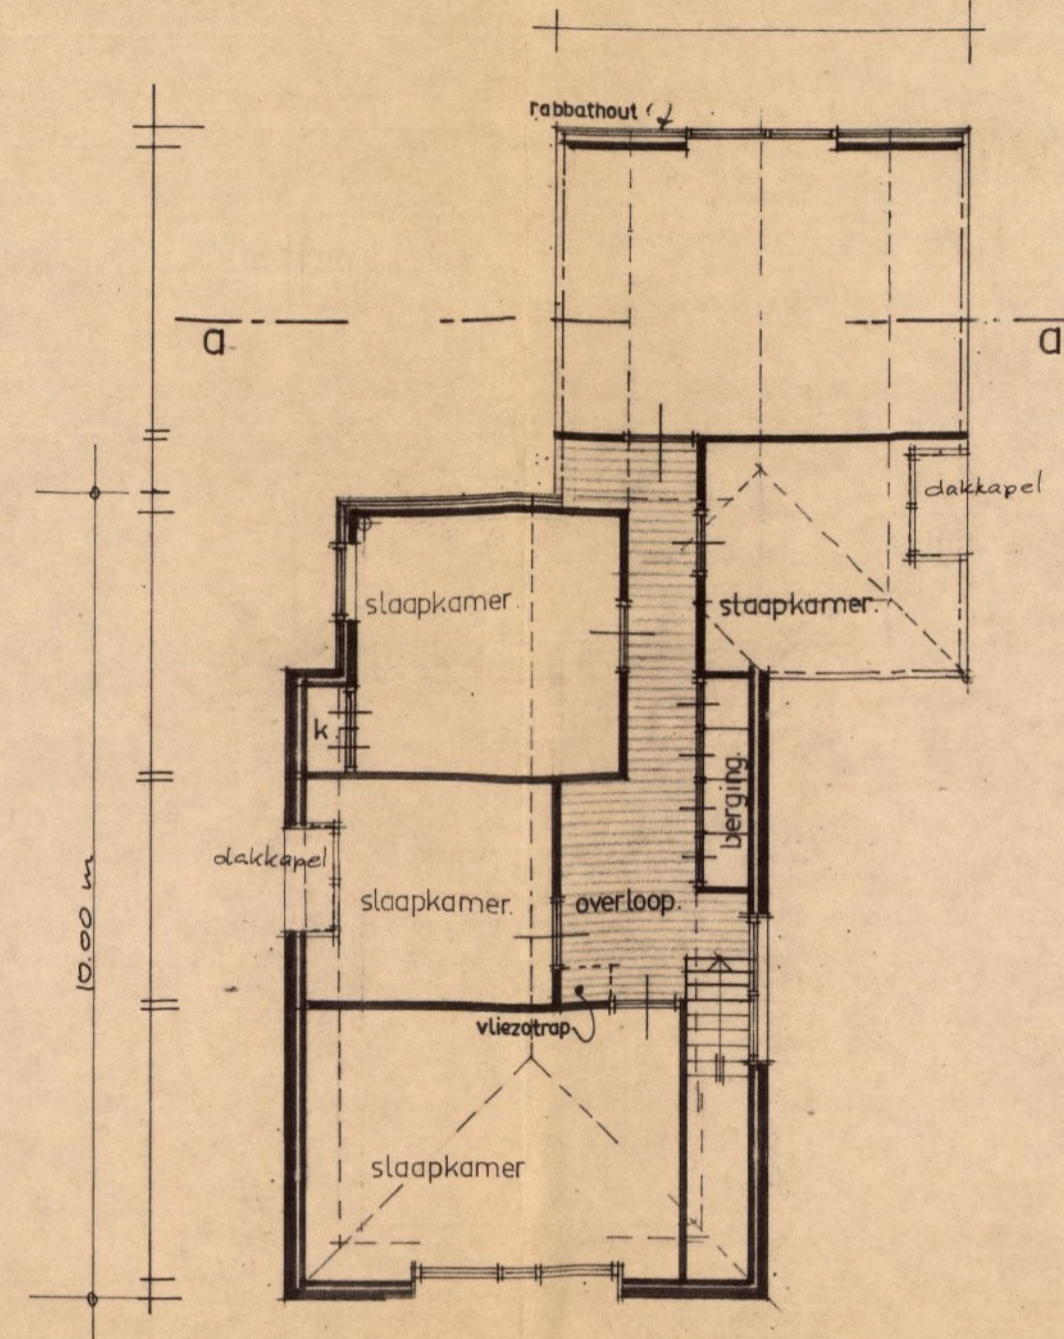 rabbathout
a
a
dakkapel
slaapkamer.
slaapkamer.
k.
berging.
dakkapel
slaapkamer.
overloop.
10.00 m
vliezotrap
slaapkamer